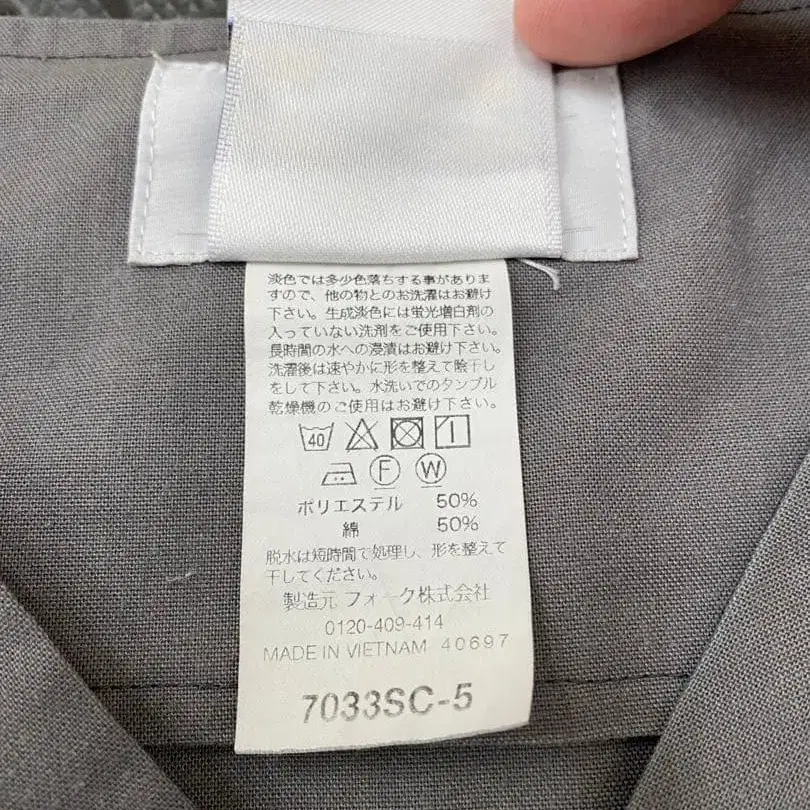 淡色では多少色落ちする事がありま
すので、他の物とのお洗濯はお避け
下さい。生成淡色には蛍光増白剤の
入っていない洗剤をご使用下さい。
長時間の水への浸漬はお避け下さい。
洗濯後は速やかに形を整えて陰干し
をして下さい。水洗いでのタンブル
乾燥機のご使用はお避け下さい。
40
F W
ポリエステル 50%
綿 50%
脱水は短時間で処理し、形を整えて
干してください。
製造元 フォーク株式会社
0120-409-414
MADE IN VIETNAM 40697
7033SC-5